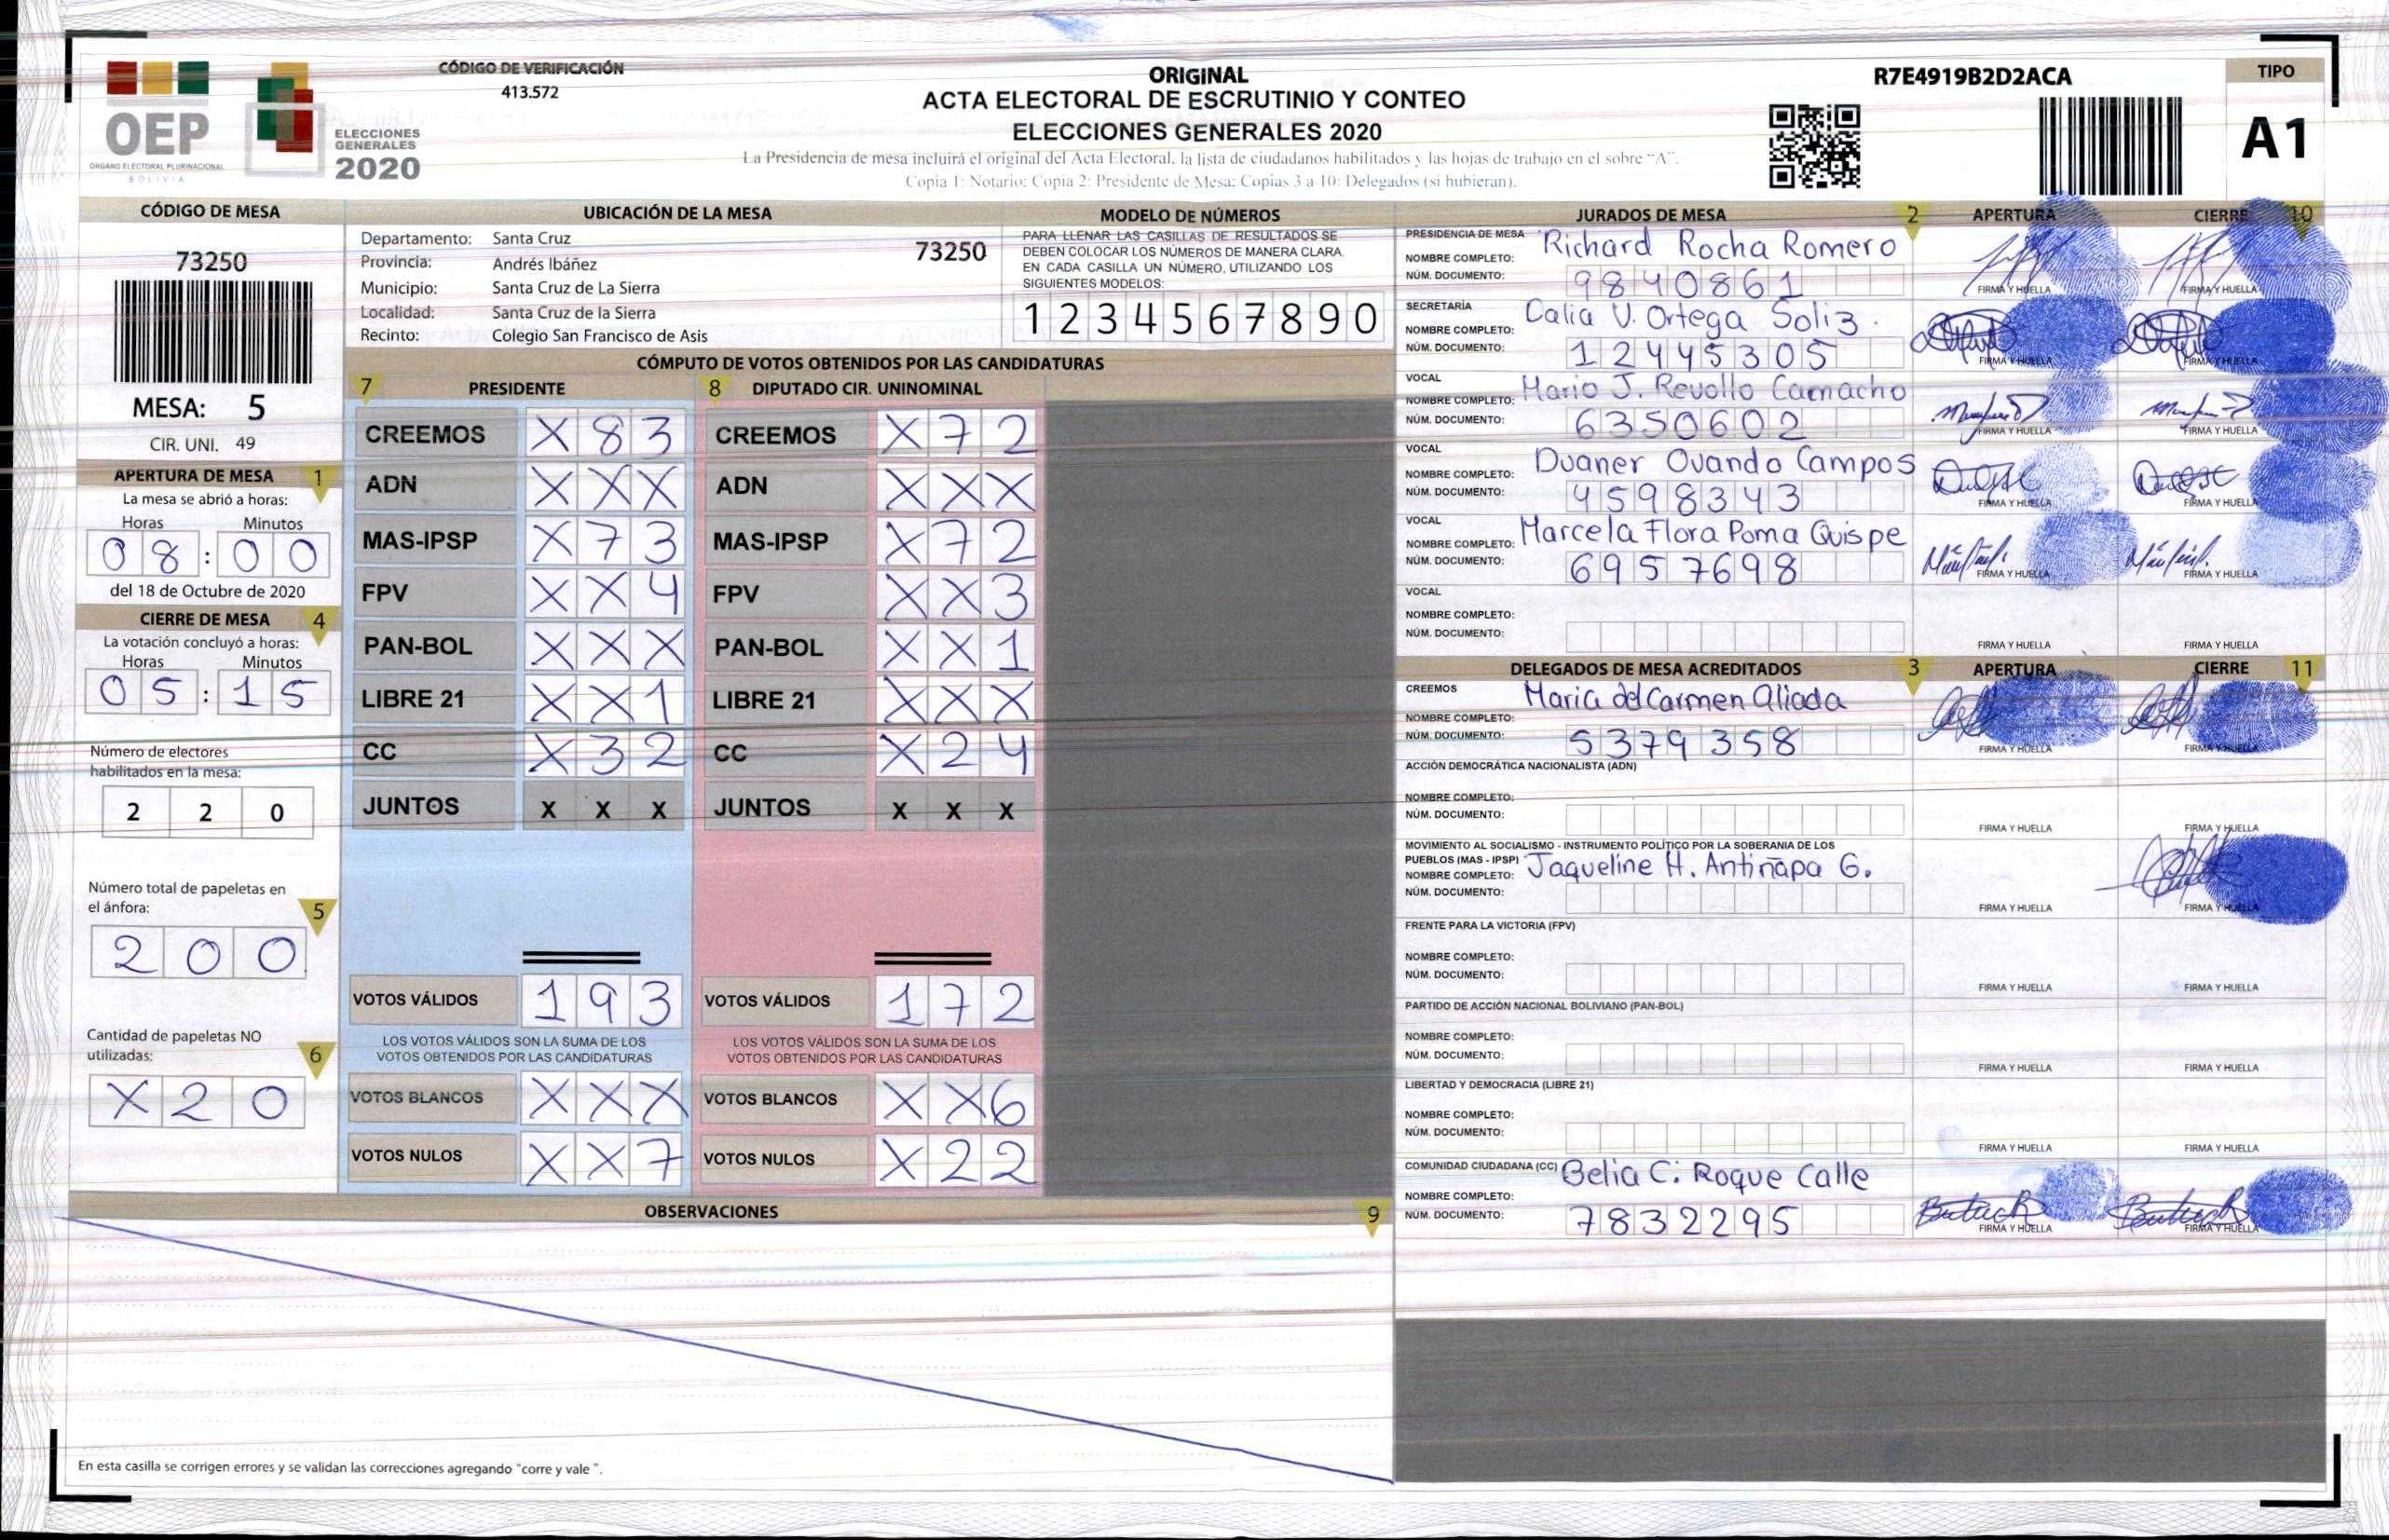 CÓDIGO DE VERIFICACIÓN
413.572
OEP
ÓRGANO ELECTORAL PLURINACIONAL
BOLIVIA
ELECCIONES
GENERALES
2020
ORIGINAL
ACTA ELECTORAL DE ESCRUTINIO Y CONTEO
ELECCIONES GENERALES 2020
La Presidencia de mesa incluirá el original del Acta Electoral, la lista de ciudadanos habilitados y las hojas de trabajo en el sobre “A”.
Copia 1: Notario; Copia 2: Presidente de Mesa; Copias 3 a 10: Delegados (si hubieran).
R7E4919B2D2ACA
TIPO
A1
CÓDIGO DE MESA
73250
MESA: 5
CIR. UNI. 49
APERTURA DE MESA 1
La mesa se abrió a horas:
Horas Minutos
08:00
del 18 de Octubre de 2020
CIERRE DE MESA 4
La votación concluyó a horas:
Horas Minutos
05:15
Número de electores
habilitados en la mesa:
2 2 0
Número total de papeletas en
el ánfora: 5
2 0 0
Cantidad de papeletas NO
utilizadas: 6
X 2 0
UBICACIÓN DE LA MESA
Departamento: Santa Cruz 73250
Provincia: Andrés Ibáñez
Municipio: Santa Cruz de La Sierra
Localidad: Santa Cruz de la Sierra
Recinto: Colegio San Francisco de Asis
MODELO DE NÚMEROS
PARA LLENAR LAS CASILLAS DE RESULTADOS SE
DEBEN COLOCAR LOS NÚMEROS DE MANERA CLARA.
EN CADA CASILLA UN NÚMERO, UTILIZANDO LOS
SIGUIENTES MODELOS:
1 2 3 4 5 6 7 8 9 0
CÓMPUTO DE VOTOS OBTENIDOS POR LAS CANDIDATURAS
7 PRESIDENTE 8 DIPUTADO CIR. UNINOMINAL
CREEMOS X 8 3 CREEMOS X 7 2
ADN X X X ADN X X X
MAS-IPSP X 7 3 MAS-IPSP X 7 2
FPV X X 4 FPV X X 3
PAN-BOL X X X PAN-BOL X X 1
LIBRE 21 X X 1 LIBRE 21 X X X
CC X 3 2 CC X 2 4
JUNTOS X X X JUNTOS X X X
VOTOS VÁLIDOS 1 9 3 VOTOS VÁLIDOS 1 7 2
LOS VOTOS VÁLIDOS SON LA SUMA DE LOS LOS VOTOS VÁLIDOS SON LA SUMA DE LOS
VOTOS OBTENIDOS POR LAS CANDIDATURAS VOTOS OBTENIDOS POR LAS CANDIDATURAS
VOTOS BLANCOS X X X VOTOS BLANCOS X X 6
VOTOS NULOS X X 7 VOTOS NULOS X 2 2
OBSERVACIONES 9
En esta casilla se corrigen errores y se validan las correcciones agregando "corre y vale ".
JURADOS DE MESA 2 APERTURA CIERRE 10
PRESIDENCIA DE MESA
NOMBRE COMPLETO: Richard Rocha Romero
NÚM. DOCUMENTO: 9840861
FIRMA Y HUELLA FIRMA Y HUELLA
SECRETARÍA
NOMBRE COMPLETO: Calia V. Ortega Soliz.
NÚM. DOCUMENTO: 12445305
FIRMA Y HUELLA FIRMA Y HUELLA
VOCAL
NOMBRE COMPLETO: Mario J. Revollo Camacho
NÚM. DOCUMENTO: 6350602
FIRMA Y HUELLA FIRMA Y HUELLA
VOCAL
NOMBRE COMPLETO: Duaner Ovando Campos
NÚM. DOCUMENTO: 4598343
FIRMA Y HUELLA FIRMA Y HUELLA
VOCAL
NOMBRE COMPLETO: Marcela Flora Poma Quispe
NÚM. DOCUMENTO: 6957698
FIRMA Y HUELLA FIRMA Y HUELLA
VOCAL
NOMBRE COMPLETO:
NÚM. DOCUMENTO:
FIRMA Y HUELLA FIRMA Y HUELLA
DELEGADOS DE MESA ACREDITADOS 3 APERTURA CIERRE 11
CREEMOS
NOMBRE COMPLETO: Maria del Carmen Aliada
NÚM. DOCUMENTO: 5379358
FIRMA Y HUELLA FIRMA Y HUELLA
ACCIÓN DEMOCRÁTICA NACIONALISTA (ADN)
NOMBRE COMPLETO:
NÚM. DOCUMENTO:
FIRMA Y HUELLA FIRMA Y HUELLA
MOVIMIENTO AL SOCIALISMO - INSTRUMENTO POLÍTICO POR LA SOBERANIA DE LOS
PUEBLOS (MAS - IPSP)
NOMBRE COMPLETO: Jaqueline H. Antiñapa G.
NÚM. DOCUMENTO:
FIRMA Y HUELLA FIRMA Y HUELLA
FRENTE PARA LA VICTORIA (FPV)
NOMBRE COMPLETO:
NÚM. DOCUMENTO:
FIRMA Y HUELLA FIRMA Y HUELLA
PARTIDO DE ACCIÓN NACIONAL BOLIVIANO (PAN-BOL)
NOMBRE COMPLETO:
NÚM. DOCUMENTO:
FIRMA Y HUELLA FIRMA Y HUELLA
LIBERTAD Y DEMOCRACIA (LIBRE 21)
NOMBRE COMPLETO:
NÚM. DOCUMENTO:
FIRMA Y HUELLA FIRMA Y HUELLA
COMUNIDAD CIUDADANA (CC)
NOMBRE COMPLETO: Belia C. Roque Calle
NÚM. DOCUMENTO: 7832295
FIRMA Y HUELLA FIRMA Y HUELLA